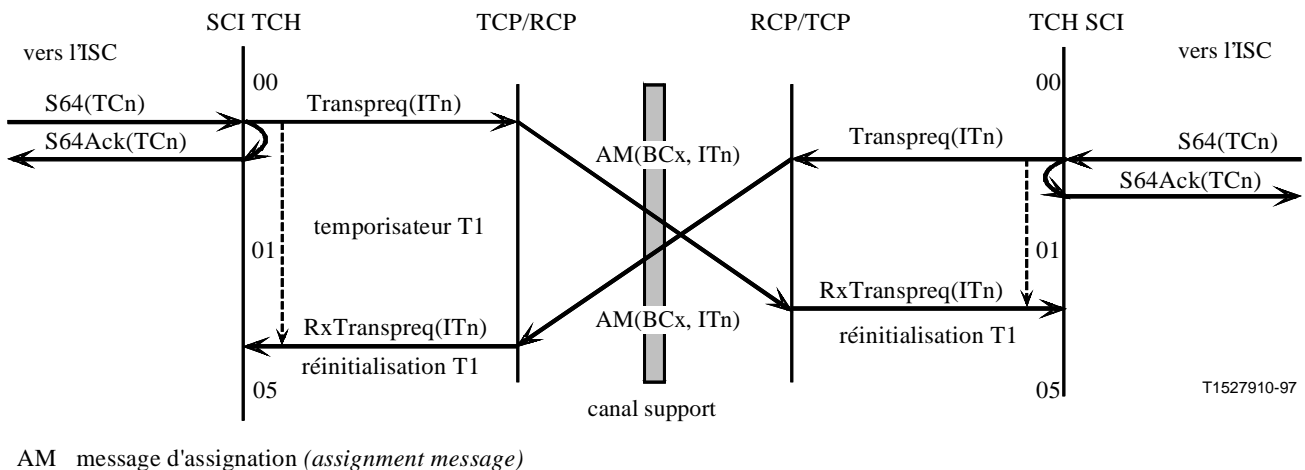 SCI TCH TCP/RCP RCP/TCP TCH SCI
vers l'ISC vers l'ISC
00 00
S64(TCn) Transpreq(ITn)
Transpreq(ITn) S64(TCn)
S64Ack(TCn) AM(BCx, ITn)
S64Ack(TCn)
temporisateur T1
01 01
RxTranspreq(ITn)
RxTranspreq(ITn) AM(BCx, ITn)
réinitialisation T1
réinitialisation T1
05 05
T1527910-97
canal support
AM message d'assignation (assignment message)